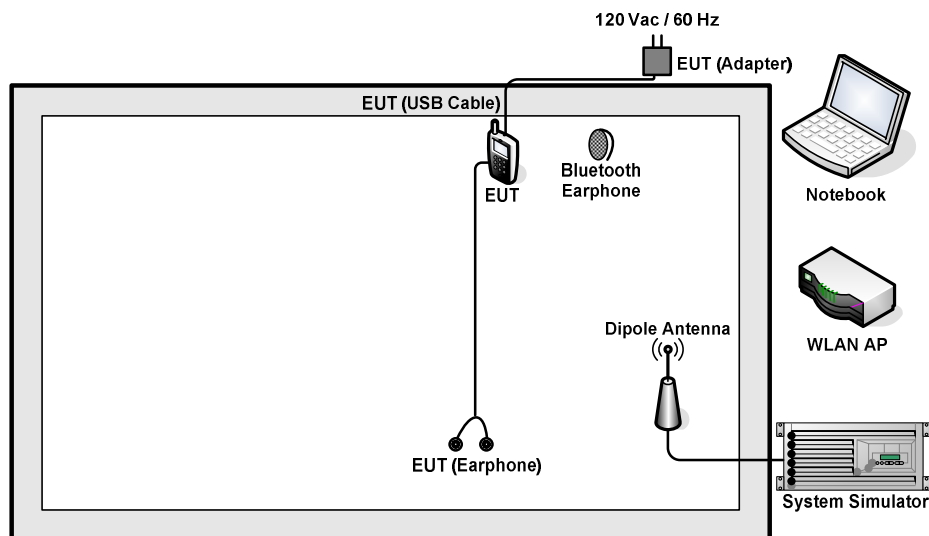 120 Vac / 60 Hz
EUT (Adapter)
EUT (USB Cable)
EUT
Bluetooth
Earphone
Notebook
Dipole Antenna
WLAN AP
EUT (Earphone)
System Simulator